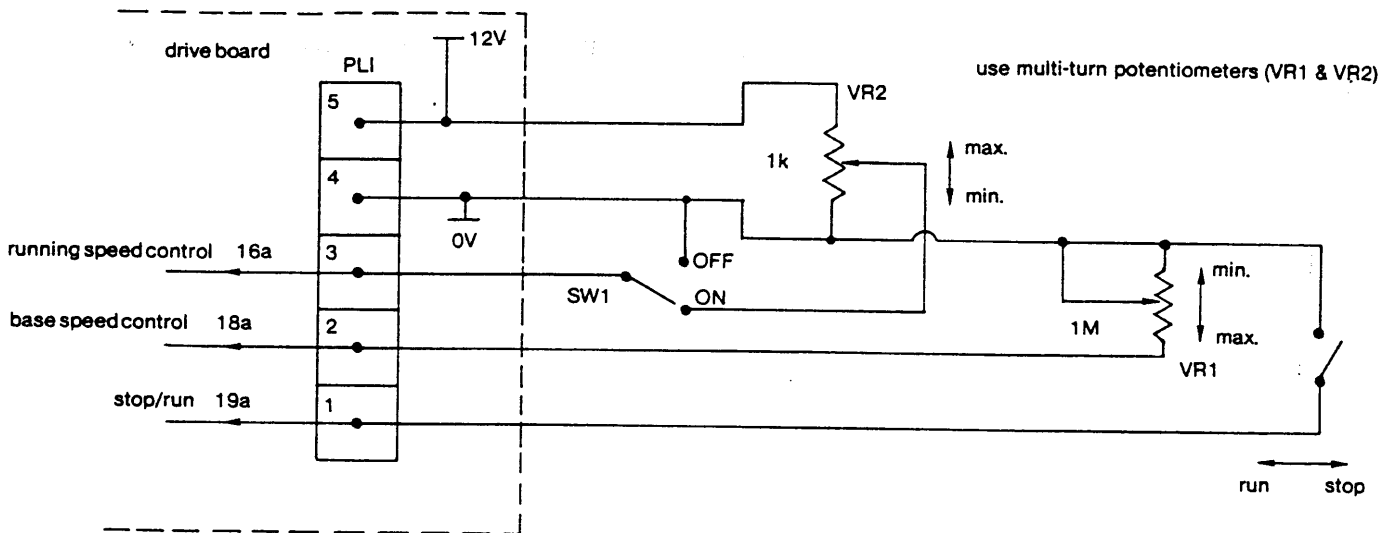 drive board
12V
PLI
use multi-turn potentiometers (VR1 & VR2)
5
VR2
1k
max.
min.
4
0V
running speed control 16a
3
OFF
SW1
ON
min.
max.
1M
VR1
base speed control 18a
2
stop/run 19a
1
run stop